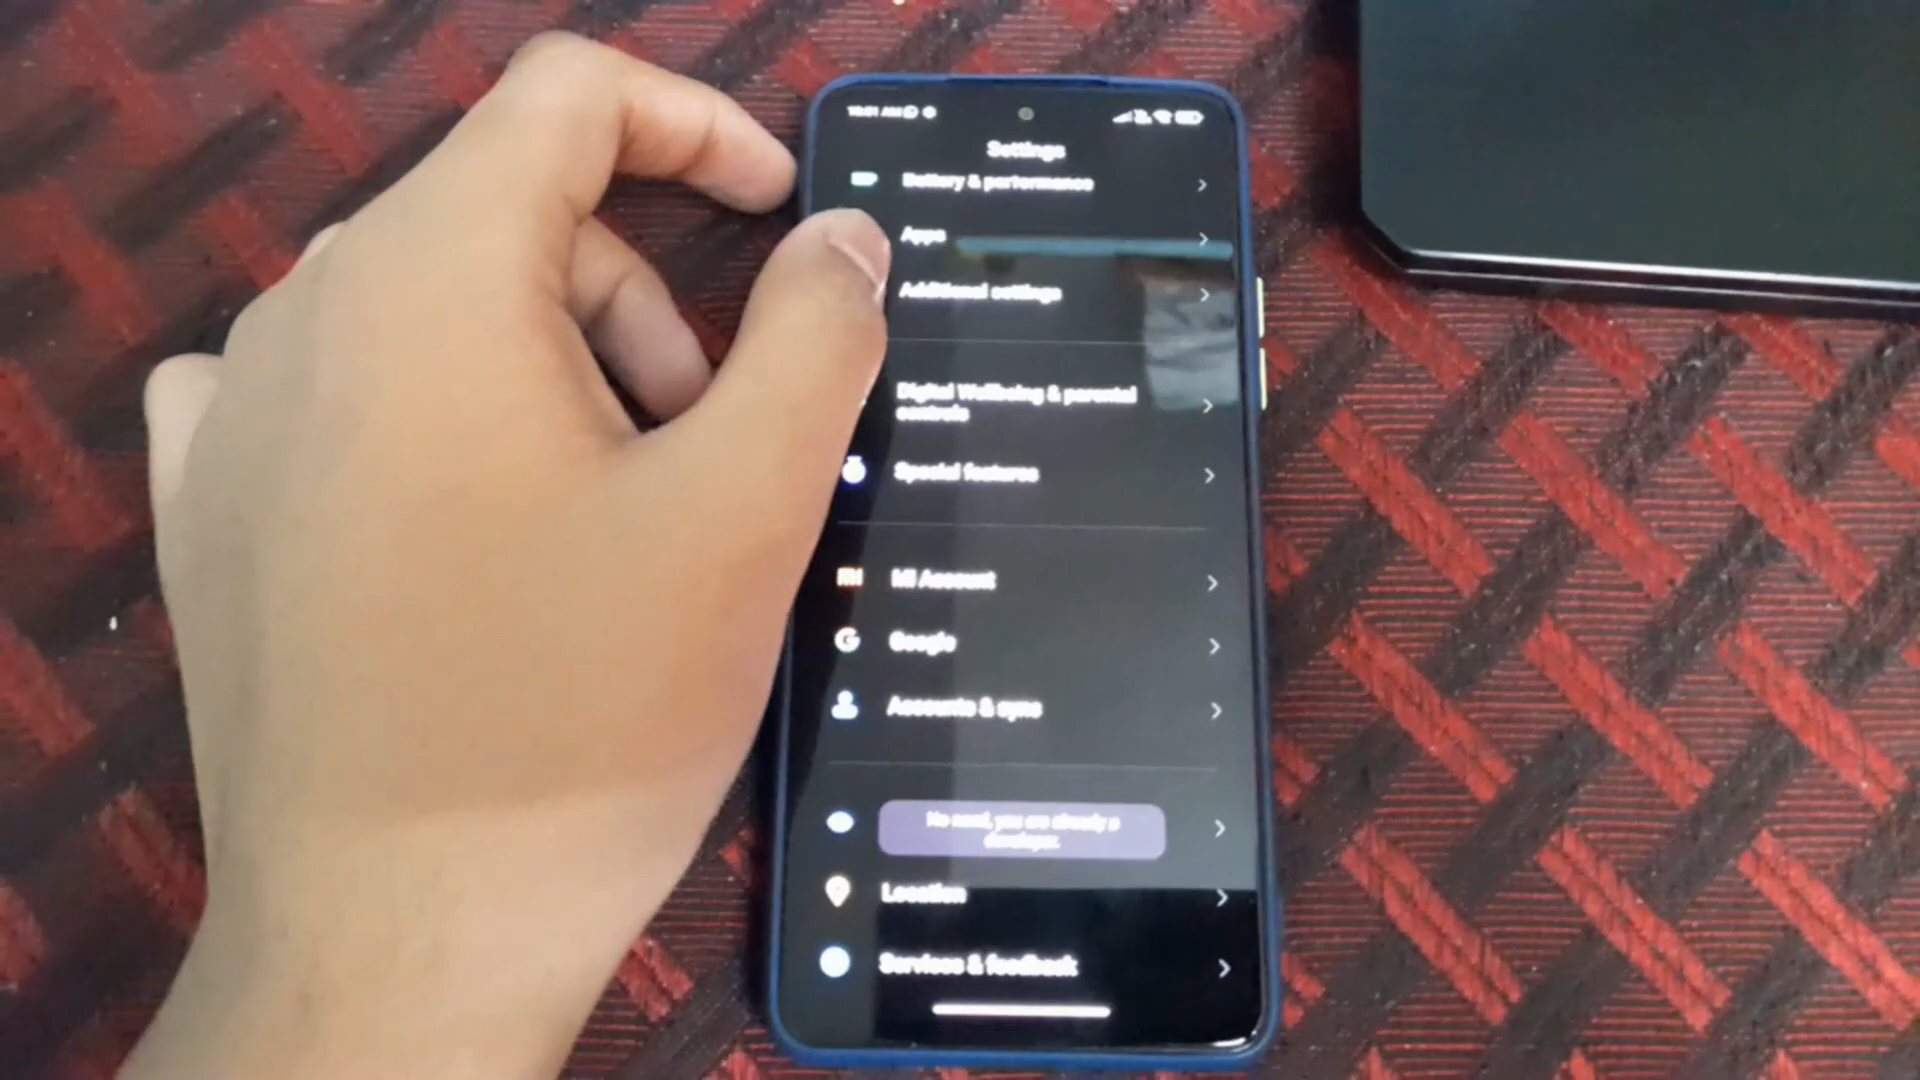 Settings
Battery & performance
Apps
Additional settings
Digital Wellbeing & parental
controls
Special features
Mi Account
Google
Accounts & sync
No need, you are already a
developer.
Location
Services & feedback